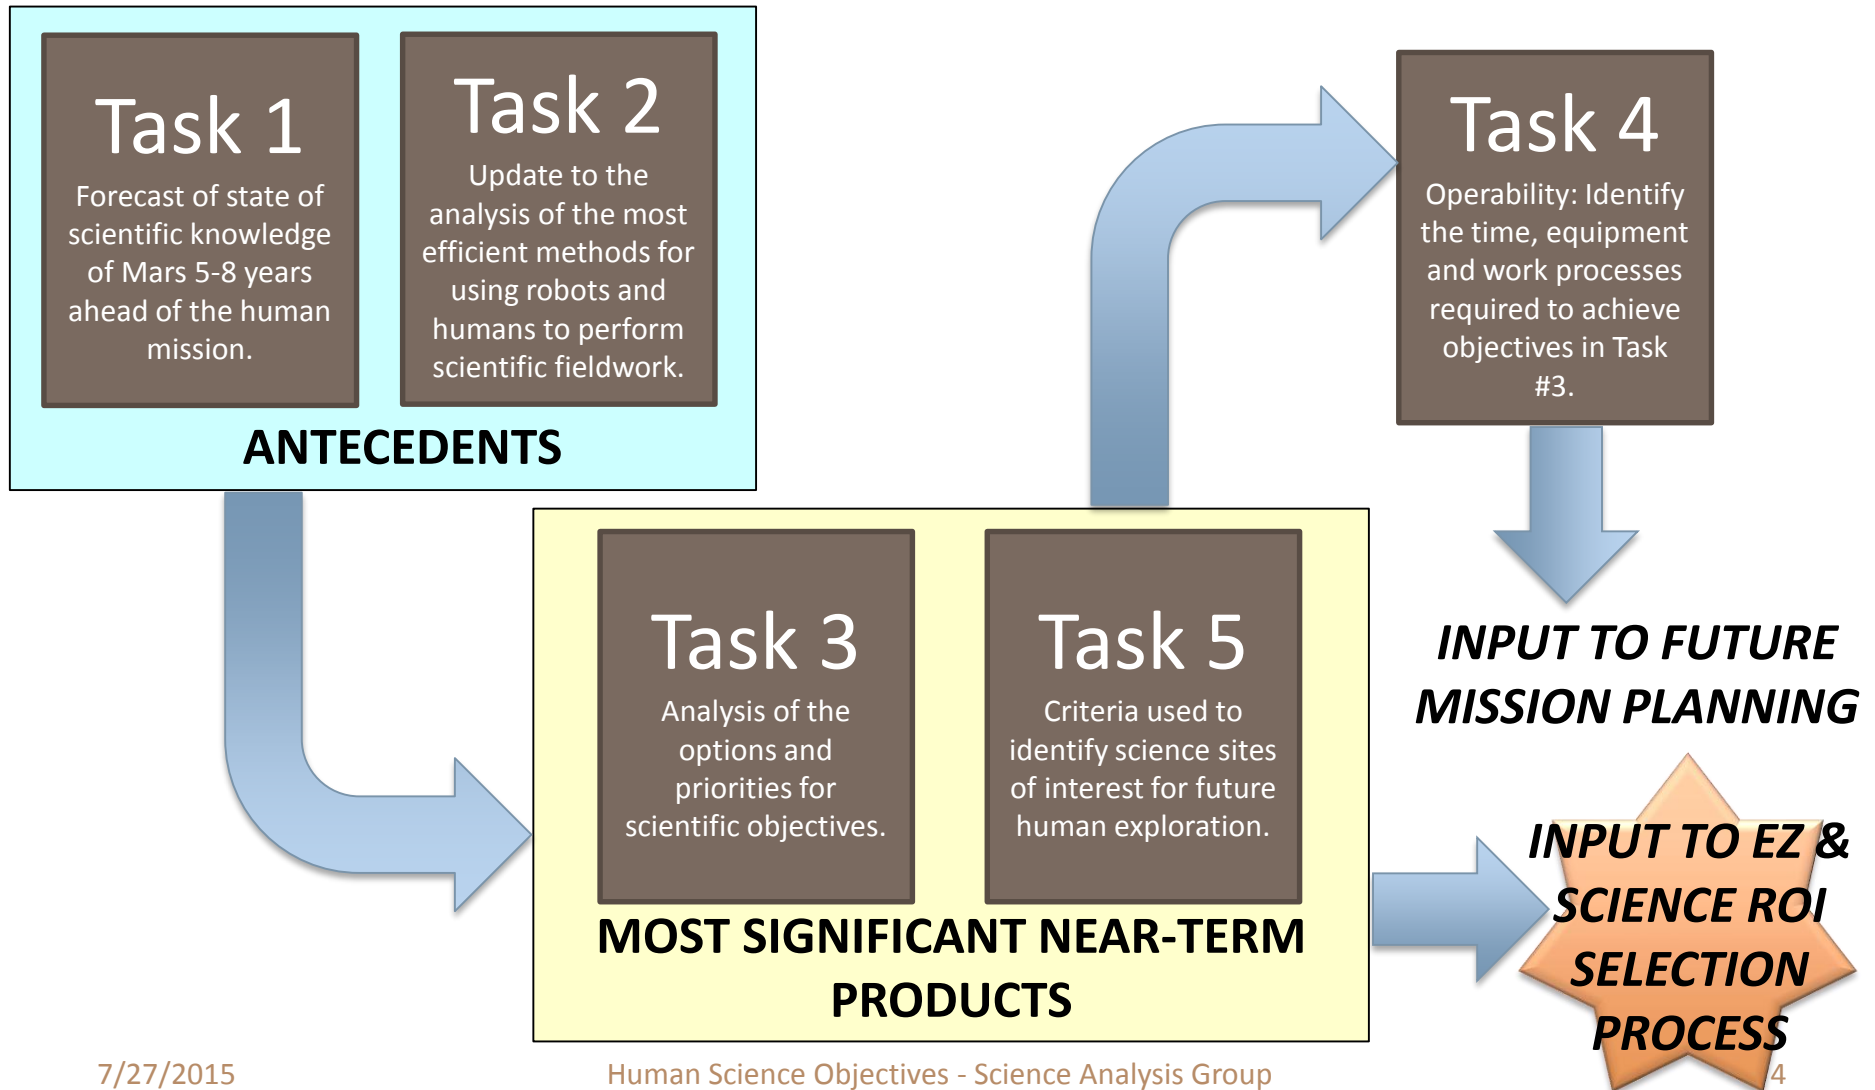 Task 1
Forecast of state of
scientific knowledge
of Mars 5-8 years
ahead of the human
mission.
Task 2
Update to the
analysis of the most
efficient methods for
using robots and
humans to perform
scientific fieldwork.
ANTECEDENTS
Task 3
Analysis of the
options and
priorities for
scientific objectives.
Task 5
Criteria used to
identify science sites
of interest for future
human exploration.
MOST SIGNIFICANT NEAR-TERM
PRODUCTS
Task 4
Operability: Identify
the time, equipment
and work processes
required to achieve
objectives in Task
#3.
INPUT TO FUTURE
MISSION PLANNING
INPUT TO EZ &
SCIENCE ROI
SELECTION
PROCESS
7/27/2015
Human Science Objectives - Science Analysis Group
4